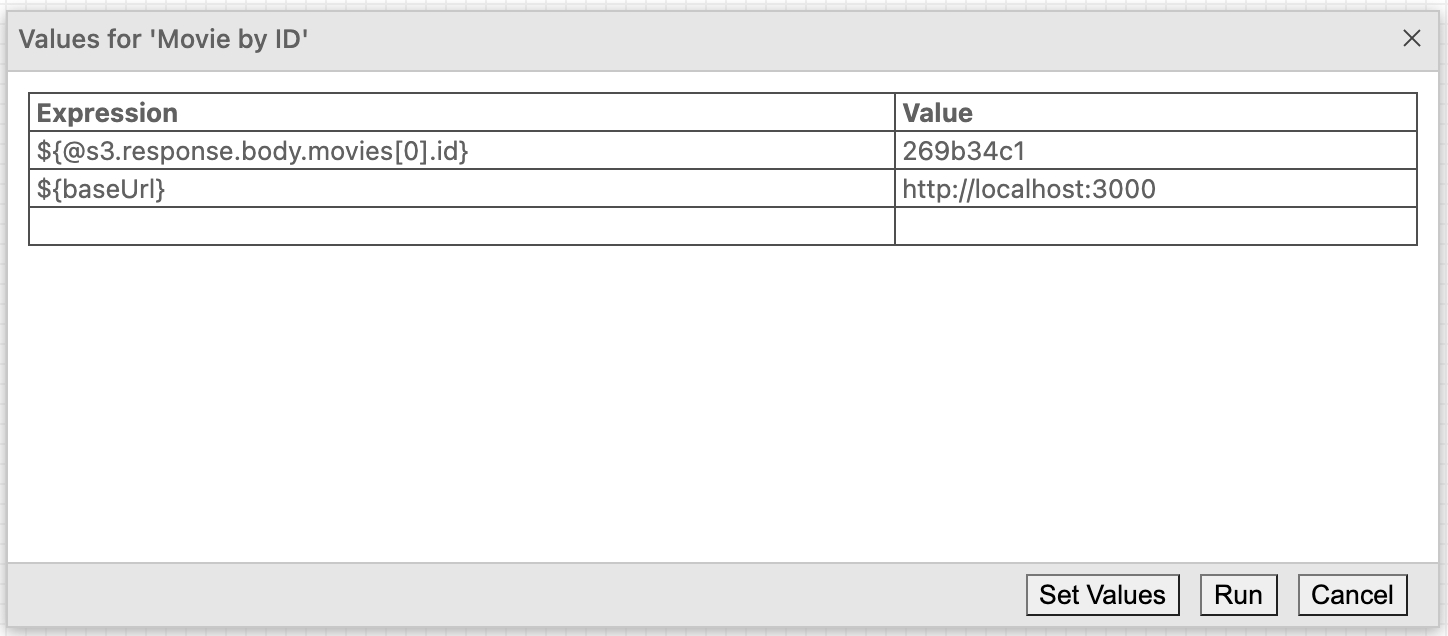 Values for 'Movie by ID'
Expression Value
${@s3.response.body.movies[0].id} 269b34c1
${baseUrl} http://localhost:3000
Set Values Run Cancel